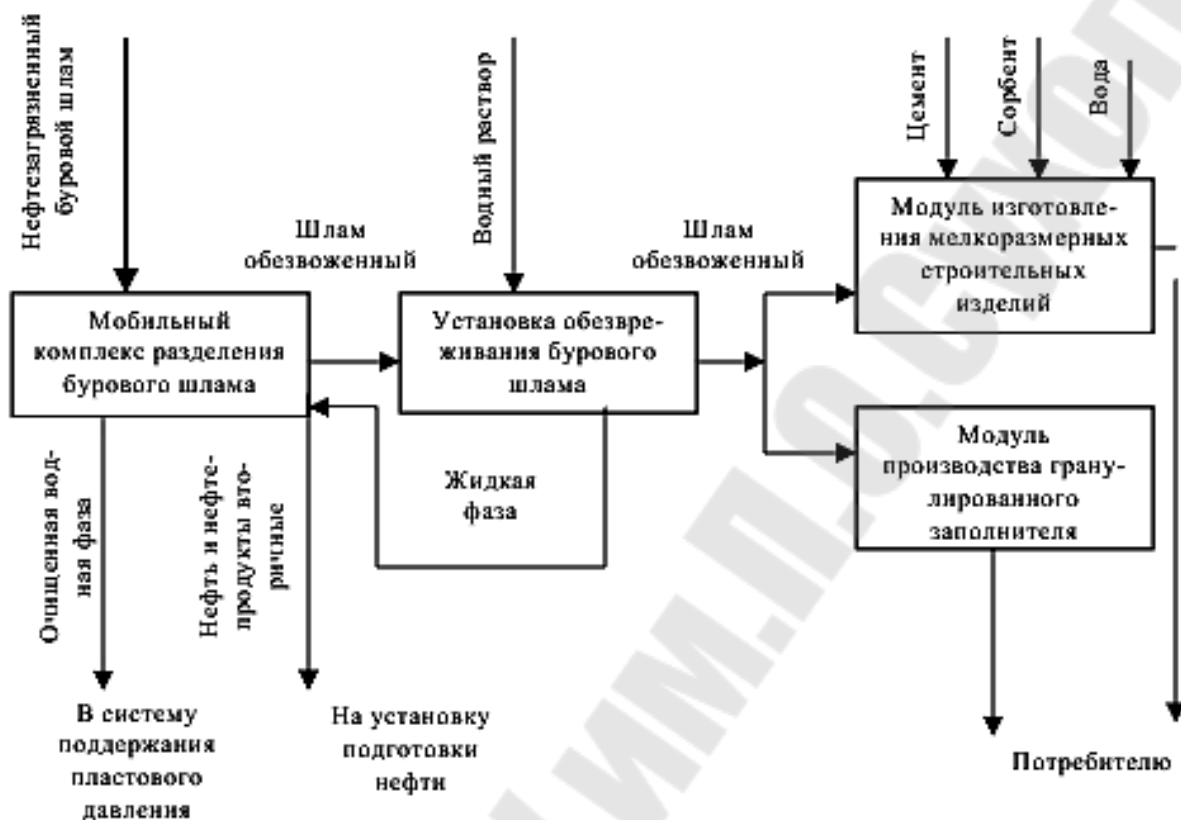 Нефтезагрязненный
буровой шлам
Водный раствор
Цемент
Сорбент
Вода
Шлам
обезвоженный
Шлам
обезвоженный
Модуль изготовле-
ния мелкоразмерных
строительных
изделий
Мобильный
комплекс разделения
бурового шлама
Установка обезвре-
живания бурового
шлама
Модуль
производства грану-
лированного
заполнителя
Жидкая
фаза
Очищенная вод-
ная фаза
Нефть и нефте-
продукты вто-
ричные
В систему
поддержания
пластового
давления
На установку
подготовки
нефти
Потребителю
им.П.О.Сухого